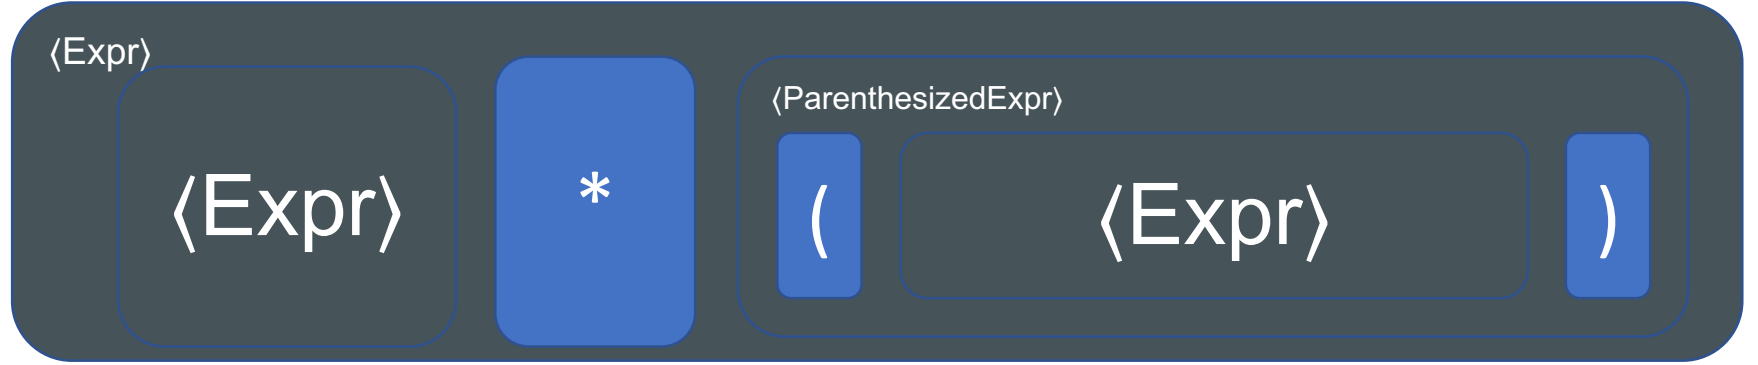 ⟨Expr⟩
⟨ParenthesizedExpr⟩
⟨Expr⟩ * ( ⟨Expr⟩ )